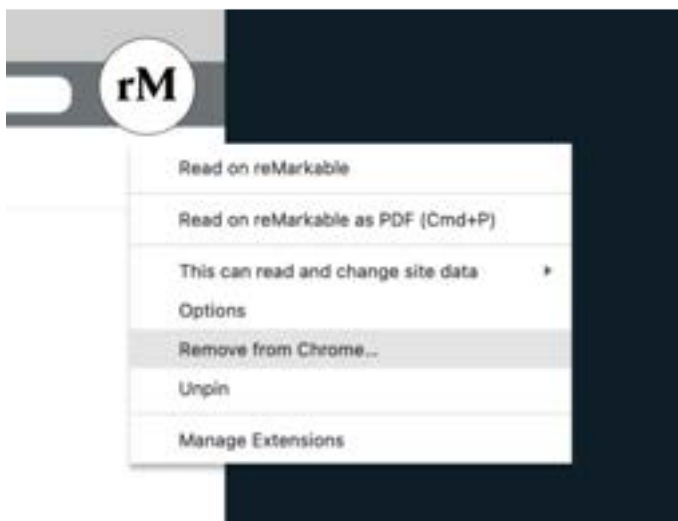 rM
Read on reMarkable
Read on reMarkable as PDF (Cmd+P)
This can read and change site data
Options
Remove from Chrome...
Unpin
Manage Extensions